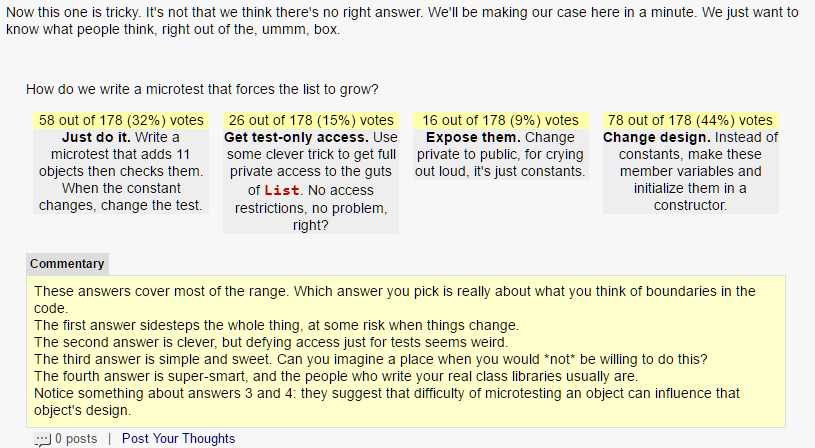 Now this one is tricky. It's not that we think there's no right answer. We'll be making our case here in a minute. We just want to
know what people think, right out of the, ummm, box.
How do we write a microtest that forces the list to grow?
58 out of 178 (32%) votes
Just do it. Write a
microtest that adds 11
objects then checks them.
When the constant
changes, change the test.
26 out of 178 (15%) votes
Get test-only access. Use
some clever trick to get full
private access to the guts
of List. No access
restrictions, no problem,
right?
16 out of 178 (9%) votes
Expose them. Change
private to public, for crying
out loud, it's just constants.
78 out of 178 (44%) votes
Change design. Instead of
constants, make these
member variables and
initialize them in a
constructor.
Commentary
These answers cover most of the range. Which answer you pick is really about what you think of boundaries in the
code.
The first answer sidesteps the whole thing, at some risk when things change.
The second answer is clever, but defying access just for tests seems weird.
The third answer is simple and sweet. Can you imagine a place when you would *not* be willing to do this?
The fourth answer is super-smart, and the people who write your real class libraries usually are.
Notice something about answers 3 and 4: they suggest that difficulty of microtesting an object can influence that
object's design.
0 posts | Post Your Thoughts